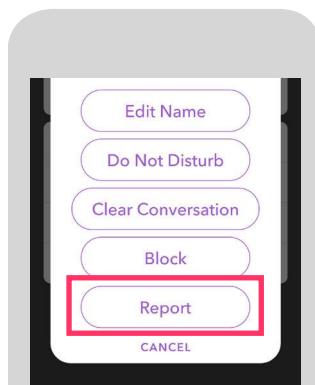 Edit Name
Do Not Disturb
Clear Conversation
Block
Report
CANCEL